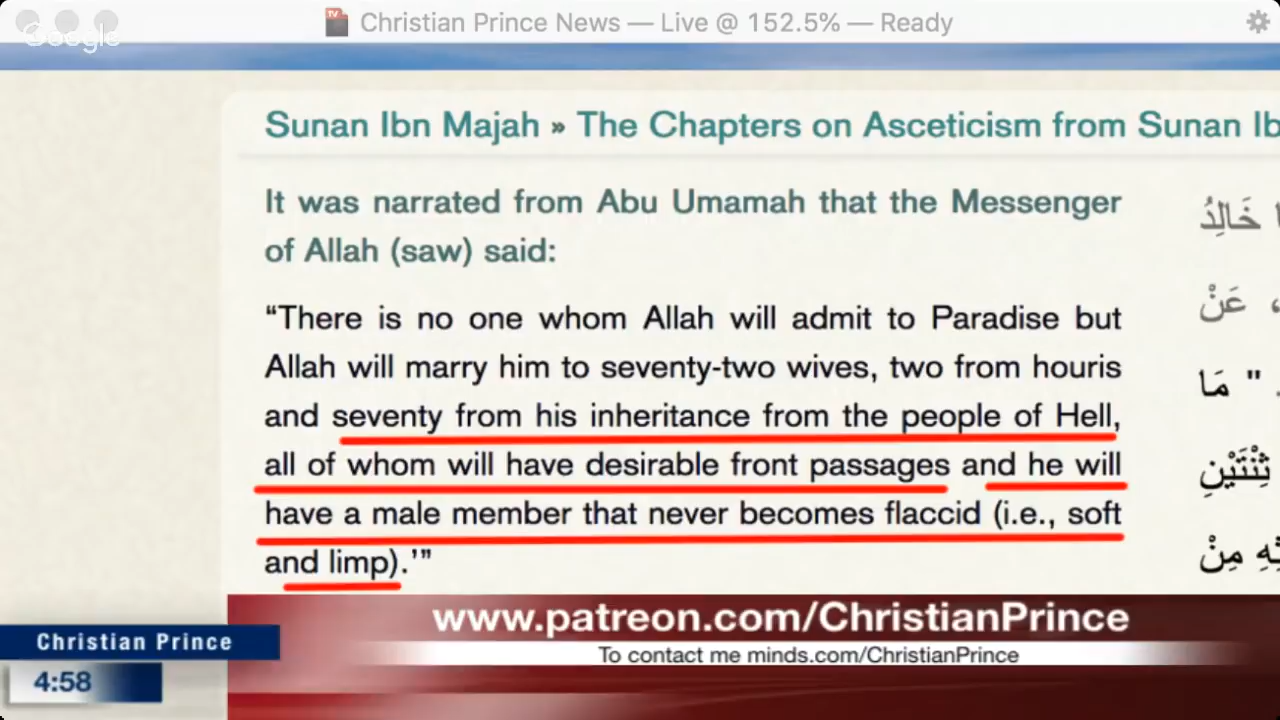 Google
Christian Prince News — Live @ 152.5% — Ready
Sunan Ibn Majah » The Chapters on Asceticism from Sunan Ib
It was narrated from Abu Umamah that the Messenger
of Allah (saw) said:
“There is no one whom Allah will admit to Paradise but
Allah will marry him to seventy-two wives, two from houris
and seventy from his inheritance from the people of Hell,
all of whom will have desirable front passages and he will
have a male member that never becomes flaccid (i.e., soft
and limp).’”
خَالِدُ
، عَنْ
" مَا
ثِنْتَيْنِ
مِنْ
www.patreon.com/ChristianPrince
To contact me minds.com/ChristianPrince
Christian Prince
4:58